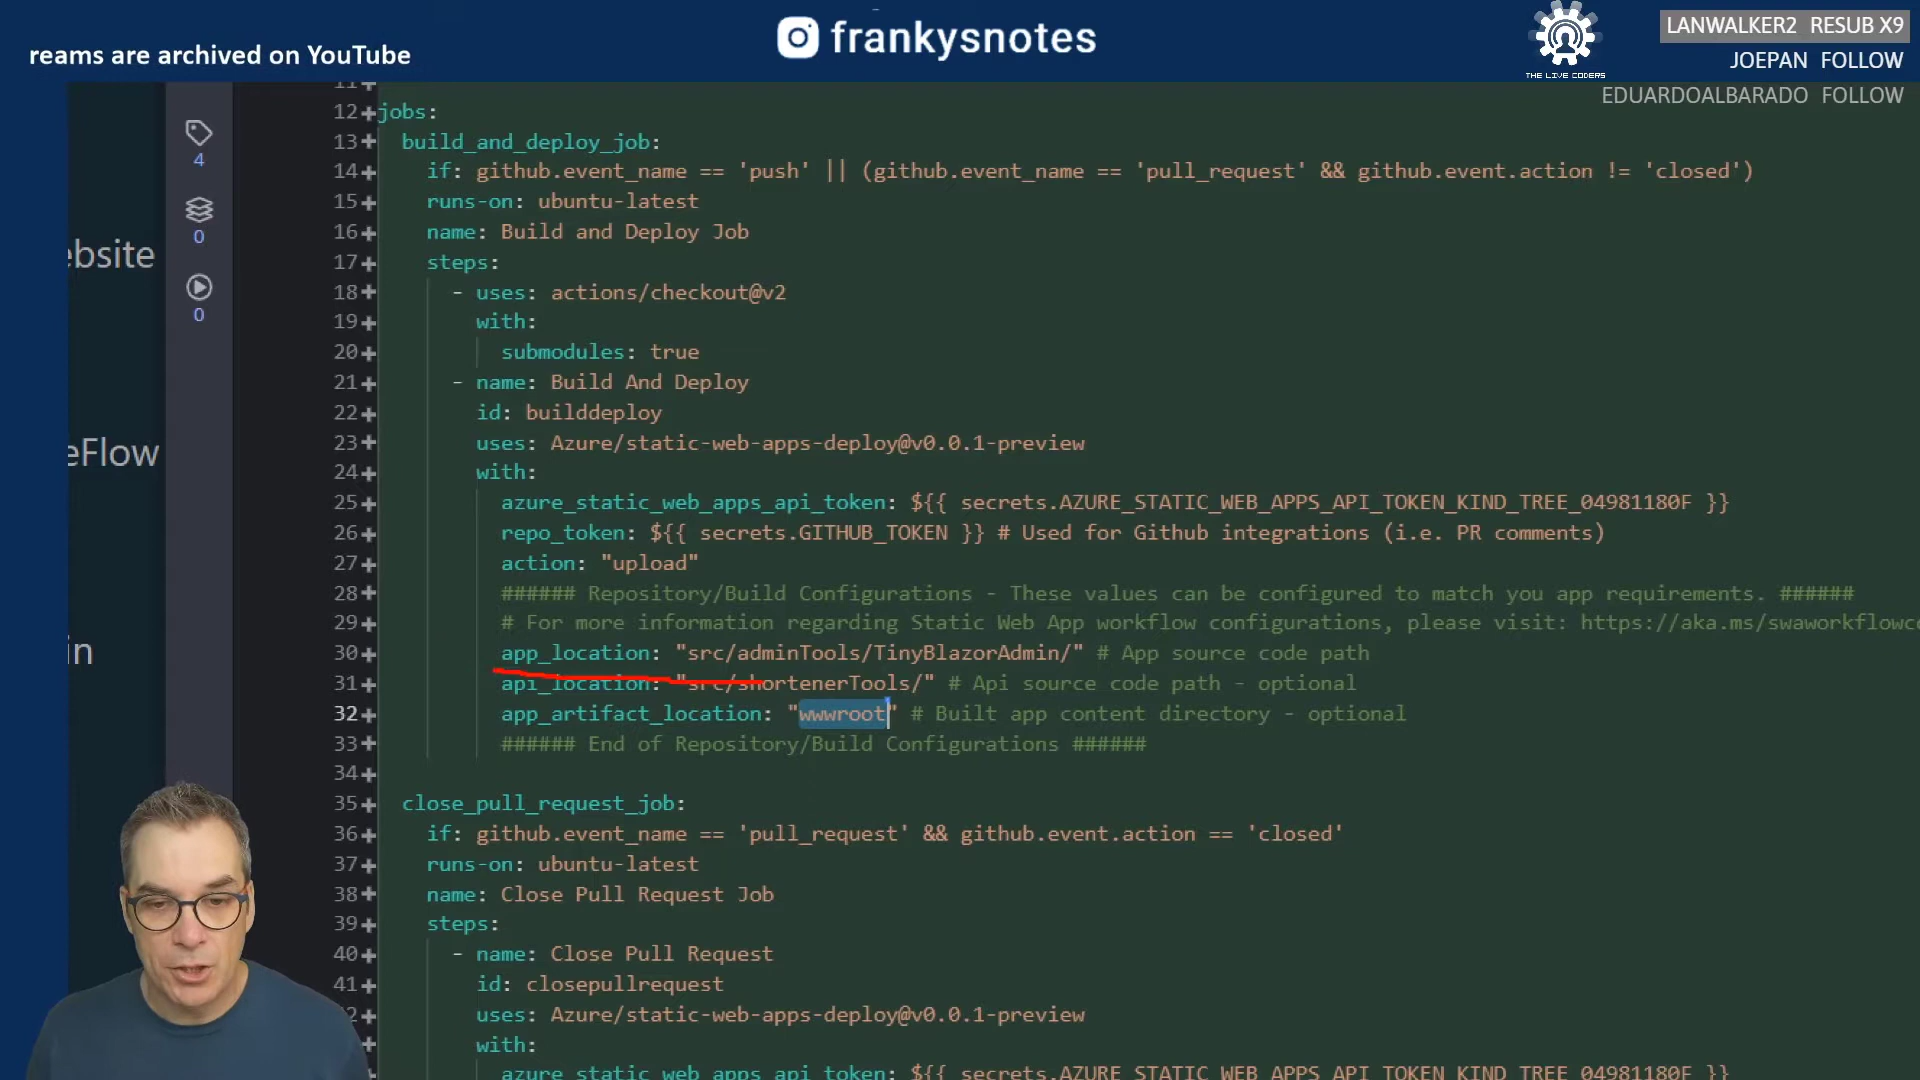 frankysnotes
LANWALKER2 RESUB X9
reams are archived on YouTube
JOEPAN FOLLOW
THE LIVE CODERS
EDUARDOALBARADO FOLLOW
11+
12+jobs:
13+ build_and_deploy_job:
14+ if: github.event_name == 'push' || (github.event_name == 'pull_request' && github.event.action != 'closed')
15+ runs-on: ubuntu-latest
16+ name: Build and Deploy Job
17+ steps:
18+ - uses: actions/checkout@v2
19+ with:
20+ submodules: true
21+ - name: Build And Deploy
22+ id: builddeploy
23+ uses: Azure/static-web-apps-deploy@v0.0.1-preview
24+ with:
25+ azure_static_web_apps_api_token: ${{ secrets.AZURE_STATIC_WEB_APPS_API_TOKEN_KIND_TREE_04981180F }}
26+ repo_token: ${{ secrets.GITHUB_TOKEN }} # Used for Github integrations (i.e. PR comments)
27+ action: "upload"
28+ ###### Repository/Build Configurations - These values can be configured to match you app requirements. ######
29+ # For more information regarding Static Web App workflow configurations, please visit: https://aka.ms/swaworkflowco
30+ app_location: "src/adminTools/TinyBlazorAdmin/" # App source code path
31+ api_location: "src/shortenerTools/" # Api source code path - optional
32+ app_artifact_location: "wwwroot" # Built app content directory - optional
33+ ###### End of Repository/Build Configurations ######
34+
35+ close_pull_request_job:
36+ if: github.event_name == 'pull_request' && github.event.action == 'closed'
37+ runs-on: ubuntu-latest
38+ name: Close Pull Request Job
39+ steps:
40+ - name: Close Pull Request
41+ id: closepullrequest
2+ uses: Azure/static-web-apps-deploy@v0.0.1-preview
+ with:
+ azure_static_web_apps_api_token: ${{ secrets.AZURE_STATIC_WEB_APPS_API_TOKEN_KIND_TREE_04981180F }}
4
0
ebsite
0
eFlow
in